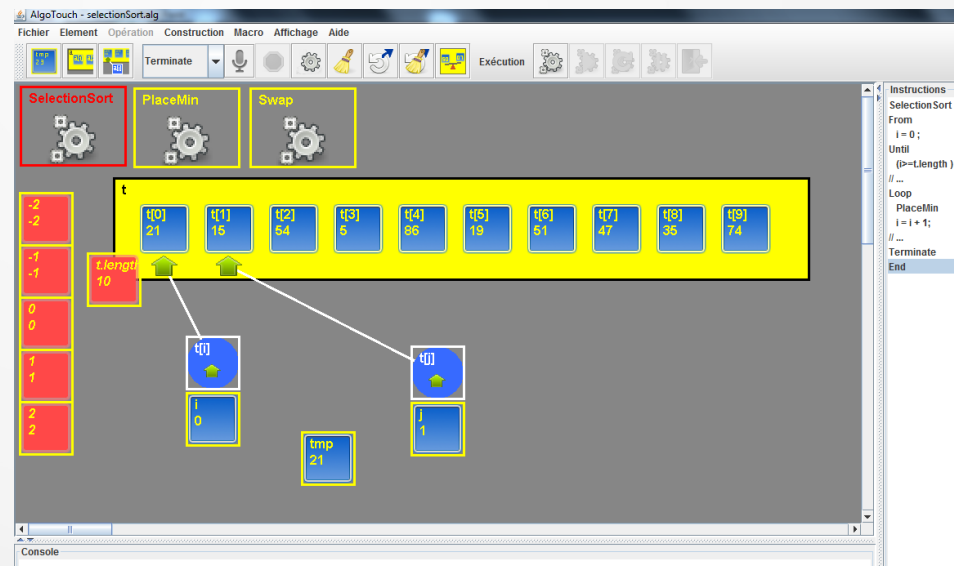 AlgoTouch - selectionSort.alg
Fichier Element Opération Construction Macro Affichage Aide
tmp
Terminate
Exécution
SelectionSort
PlaceMin
Swap
t
t[0]
21
t[1]
15
t[2]
54
t[3]
5
t[4]
86
t[5]
19
t[6]
51
t[7]
47
t[8]
35
t[9]
74
-2
-2
-1
-1
0
0
1
1
2
2
t.length
10
t[i]
i
0
t[j]
j
1
tmp
21
Console
Instructions
SelectionSort
From
i = 0 ;
Until
(i>=t.length )
// ...
Loop
PlaceMin
i = i + 1;
// ...
Terminate
End